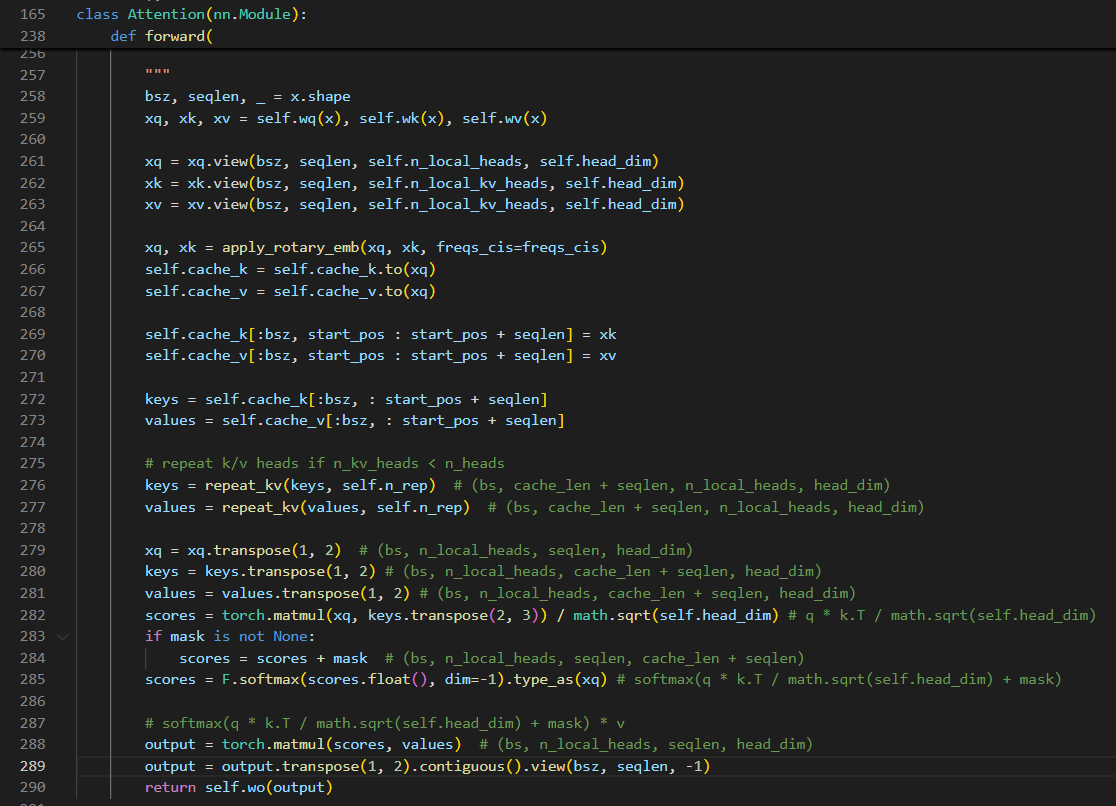 165 class Attention(nn.Module):
238 def forward(
256
257 """
258 bsz, seqlen, _ = x.shape
259 xq, xk, xv = self.wq(x), self.wk(x), self.wv(x)
260
261 xq = xq.view(bsz, seqlen, self.n_local_heads, self.head_dim)
262 xk = xk.view(bsz, seqlen, self.n_local_kv_heads, self.head_dim)
263 xv = xv.view(bsz, seqlen, self.n_local_kv_heads, self.head_dim)
264
265 xq, xk = apply_rotary_emb(xq, xk, freqs_cis=freqs_cis)
266 self.cache_k = self.cache_k.to(xq)
267 self.cache_v = self.cache_v.to(xq)
268
269 self.cache_k[:bsz, start_pos : start_pos + seqlen] = xk
270 self.cache_v[:bsz, start_pos : start_pos + seqlen] = xv
271
272 keys = self.cache_k[:bsz, : start_pos + seqlen]
273 values = self.cache_v[:bsz, : start_pos + seqlen]
274
275 # repeat k/v heads if n_kv_heads < n_heads
276 keys = repeat_kv(keys, self.n_rep)  # (bs, cache_len + seqlen, n_local_heads, head_dim)
277 values = repeat_kv(values, self.n_rep)  # (bs, cache_len + seqlen, n_local_heads, head_dim)
278
279 xq = xq.transpose(1, 2)  # (bs, n_local_heads, seqlen, head_dim)
280 keys = keys.transpose(1, 2) # (bs, n_local_heads, cache_len + seqlen, head_dim)
281 values = values.transpose(1, 2) # (bs, n_local_heads, cache_len + seqlen, head_dim)
282 scores = torch.matmul(xq, keys.transpose(2, 3)) / math.sqrt(self.head_dim) # q * k.T / math.sqrt(self.head_dim)
283 if mask is not None:
284 scores = scores + mask  # (bs, n_local_heads, seqlen, cache_len + seqlen)
285 scores = F.softmax(scores.float(), dim=-1).type_as(xq) # softmax(q * k.T / math.sqrt(self.head_dim) + mask)
286
287 # softmax(q * k.T / math.sqrt(self.head_dim) + mask) * v
288 output = torch.matmul(scores, values)  # (bs, n_local_heads, seqlen, head_dim)
289 output = output.transpose(1, 2).contiguous().view(bsz, seqlen, -1)
290 return self.wo(output)